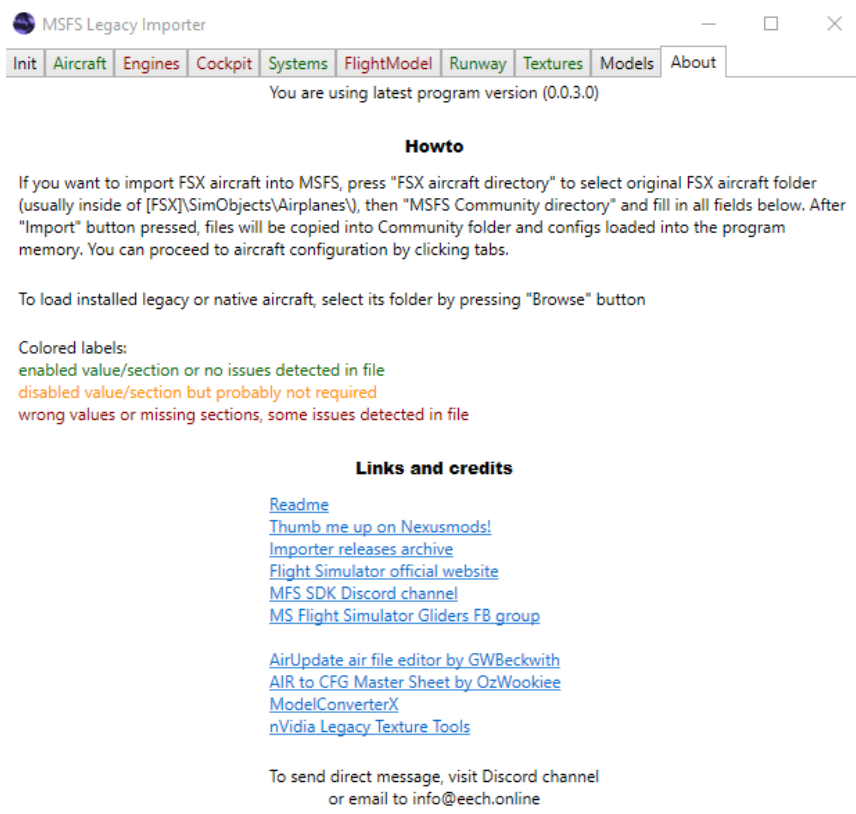 MSFS Legacy Importer
Init Aircraft Engines Cockpit Systems FlightModel Runway Textures Models About
You are using latest program version (0.0.3.0)
Howto
If you want to import FSX aircraft into MSFS, press "FSX aircraft directory" to select original FSX aircraft folder
(usually inside of [FSX]\SimObjects\Airplanes\), then "MSFS Community directory" and fill in all fields below. After
"Import" button pressed, files will be copied into Community folder and configs loaded into the program
memory. You can proceed to aircraft configuration by clicking tabs.
To load installed legacy or native aircraft, select its folder by pressing "Browse" button
Colored labels:
enabled value/section or no issues detected in file
disabled value/section but probably not required
wrong values or missing sections, some issues detected in file
Links and credits
Readme
Thumb me up on Nexusmods!
Importer releases archive
Flight Simulator official website
MFS SDK Discord channel
MS Flight Simulator Gliders FB group
AirUpdate air file editor by GWBeckwith
AIR to CFG Master Sheet by OzWookiee
ModelConverterX
nVidia Legacy Texture Tools
To send direct message, visit Discord channel
or email to info@eech.online